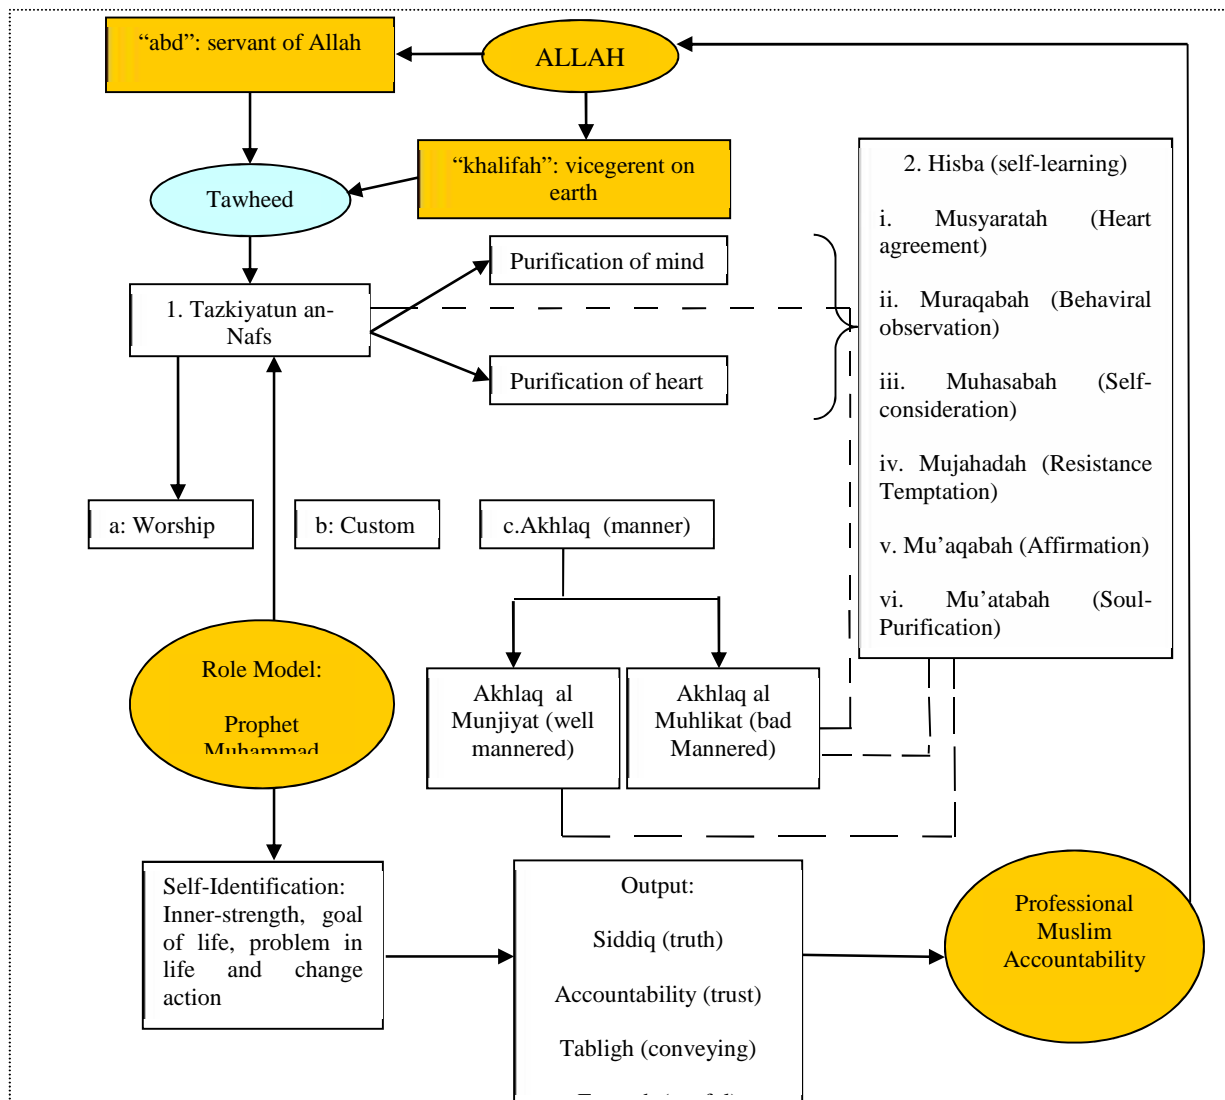 “abd”: servant of Allah
ALLAH
“khalifah”: vicegerent on
earth
Tawheed
2. Hisba (self-learning)
i. Musyaratah (Heart
agreement)
ii. Muraqabah (Behaviral
observation)
iii. Muhasabah (Self-
consideration)
iv. Mujahadah (Resistance
Temptation)
v. Mu’aqabah (Affirmation)
vi. Mu’atabah (Soul-
Purification)
Purification of mind
1. Tazkiyatun an-
Nafs
Purification of heart
a: Worship
b: Custom
c.Akhlaq (manner)
Role Model:
Prophet
Muhammad
Akhlaq al
Munjiyat (well
mannered)
Akhlaq al
Muhlikat (bad
Mannered)
Self-Identification:
Inner-strength, goal
of life, problem in
life and change
action
Output:
Siddiq (truth)
Accountability (trust)
Tabligh (conveying)
Professional
Muslim
Accountability